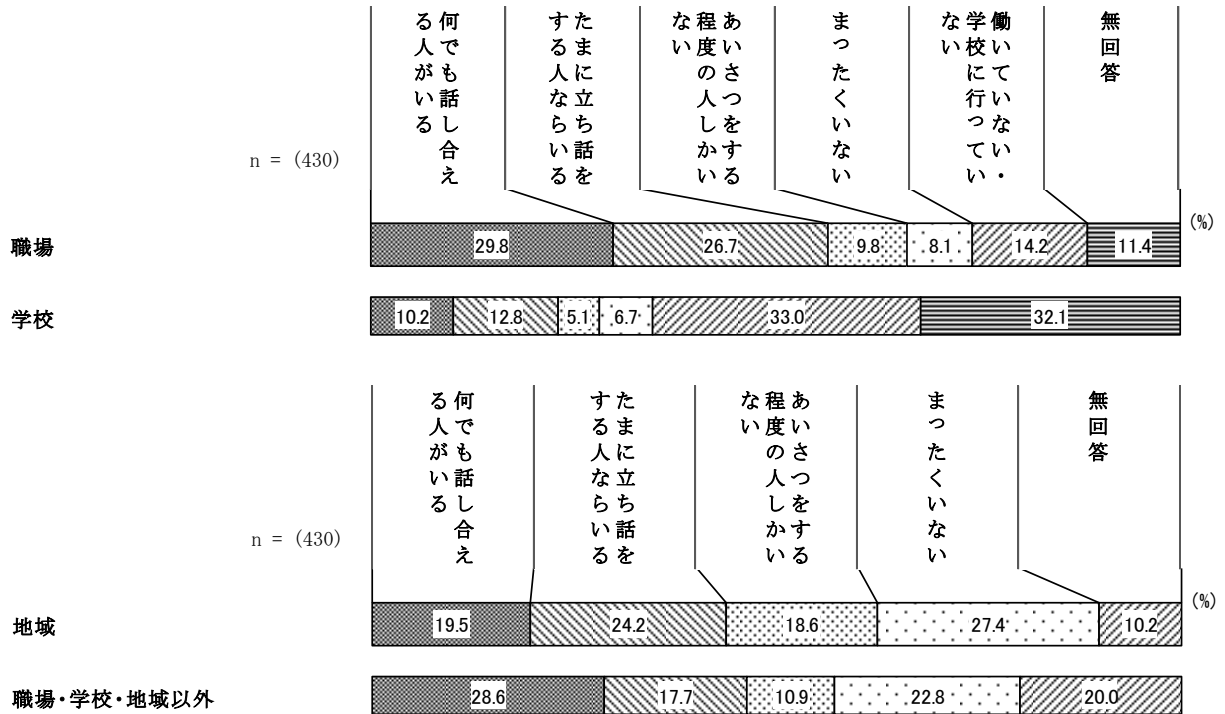 何でも話し合え
る人がいる
たまに立ち話を
する人ならいる
あいさつをする
程度の人しかい
ない
まったくいない
働いていない・
学校に行ってい
ない
無回答
n = (430)
(%)
職場
29.8
26.7
9.8
8.1
14.2
11.4
学校
10.2
12.8
5.1
6.7
33.0
32.1
何でも話し合え
る人がいる
たまに立ち話を
する人ならいる
あいさつをする
程度の人しかい
ない
まったくいない
無回答
n = (430)
(%)
地域
19.5
24.2
18.6
27.4
10.2
職場・学校・地域以外
28.6
17.7
10.9
22.8
20.0